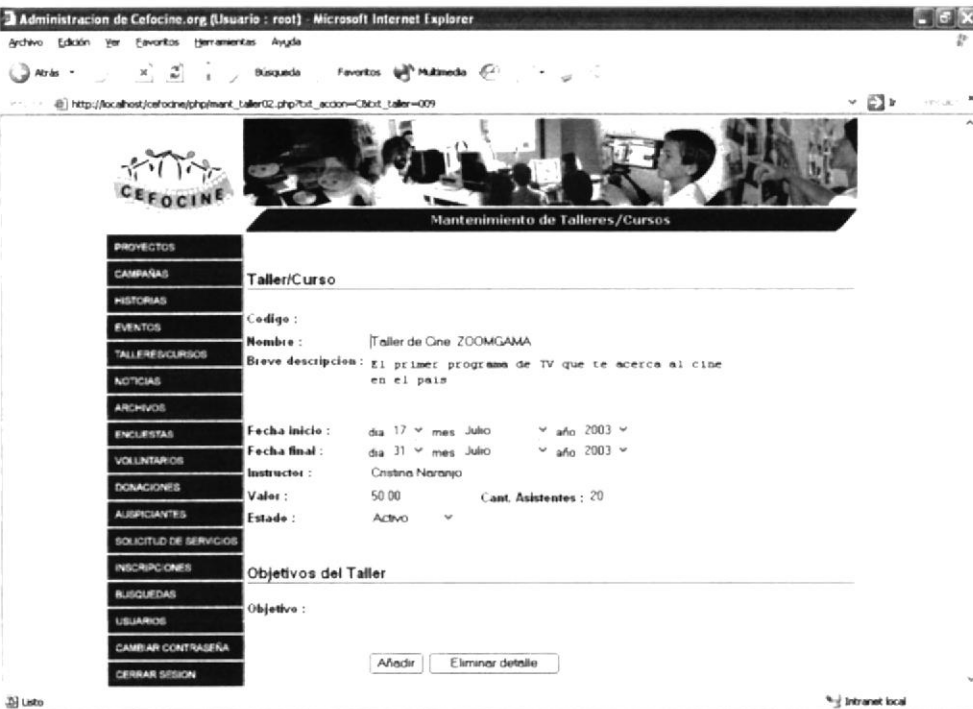 Administracion de Cefocine.org (Usuario : root) - Microsoft Internet Explorer
Archivo Edición Ver Favoritos Herramientas Ayuda
Atrás Búsqueda Favoritos Multimedia
http://localhost/cefocine/php/mant_taller02.php?txt_accion=C&txt_taller=009 Ir
CEFOCINE
Mantenimiento de Talleres/Cursos
PROYECTOS
CAMPAÑAS
HISTORIAS
EVENTOS
TALLERES/CURSOS
NOTICIAS
ARCHIVOS
ENCUESTAS
VOLUNTARIOS
DONACIONES
AUSPICIANTES
SOLICITUD DE SERVICIOS
INSCRIPCIONES
BUSQUEDAS
USUARIOS
CAMBIAR CONTRASEÑA
CERRAR SESION
Taller/Curso
Codigo :
Nombre : Taller de Cine ZOOMGAMA
Breve descripcion : El primer programa de TV que te acerca al cine
en el pais
Fecha inicio : dia 17 mes Julio año 2003
Fecha final : dia 31 mes Julio año 2003
Instructor : Cristina Naranjo
Valor : 50.00 Cant. Asistentes : 20
Estado : Activo
Objetivos del Taller
Objetivo :
Añadir Eliminar detalle
Listo Intranet local